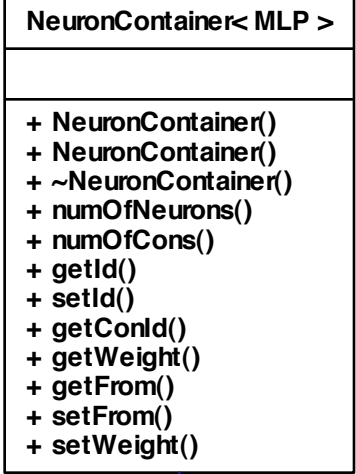 NeuronContainer< MLP >
+ NeuronContainer()
+ NeuronContainer()
+ ~NeuronContainer()
+ numOfNeurons()
+ numOfCons()
+ getId()
+ setId()
+ getConId()
+ getWeight()
+ getFrom()
+ setFrom()
+ setWeight()